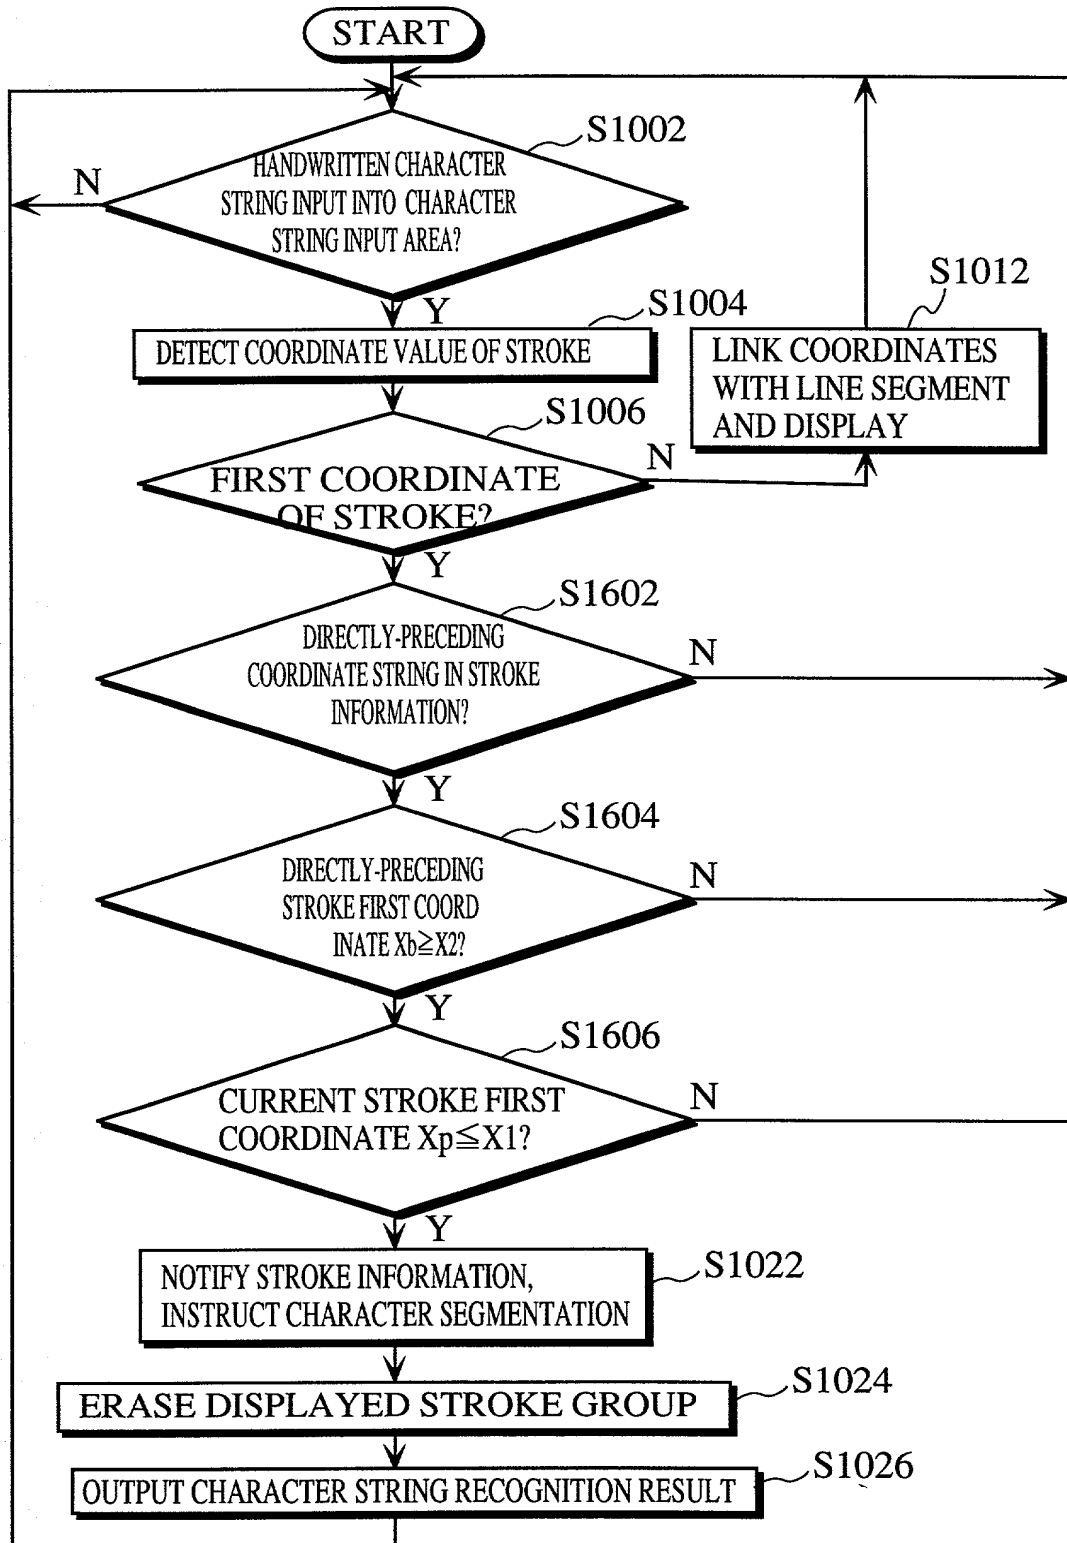 START
S1002
HANDWRITTEN CHARACTER
STRING INPUT INTO CHARACTER
STRING INPUT AREA?
N
Y
S1004
DETECT COORDINATE VALUE OF STROKE
S1012
LINK COORDINATES
WITH LINE SEGMENT
AND DISPLAY
S1006
FIRST COORDINATE
OF STROKE?
N
Y
S1602
DIRECTLY-PRECEDING
COORDINATE STRING IN STROKE
INFORMATION?
N
Y
S1604
DIRECTLY-PRECEDING
STROKE FIRST COORD
INATE Xb≧X2?
N
Y
S1606
CURRENT STROKE FIRST
COORDINATE Xp≦X1?
N
Y
S1022
NOTIFY STROKE INFORMATION,
INSTRUCT CHARACTER SEGMENTATION
S1024
ERASE DISPLAYED STROKE GROUP
S1026
OUTPUT CHARACTER STRING RECOGNITION RESULT